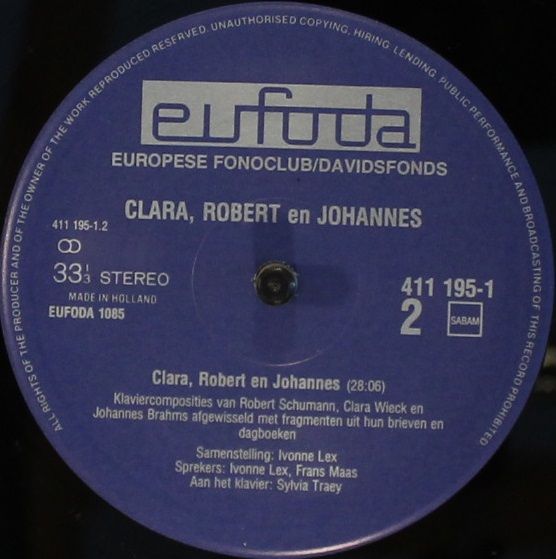 ALL RIGHTS OF THE PRODUCER AND OF THE OWNER OF THE WORK REPRODUCED RESERVED. UNAUTHORISED COPYING, HIRING, LENDING, PUBLIC PERFORMANCE AND BROADCASTING OF THIS RECORD PROHIBITED
eufoda
EUROPESE FONOCLUB/DAVIDSFONDS
CLARA, ROBERT en JOHANNES
411 195-1.2
33 1/3 STEREO
MADE IN HOLLAND
EUFODA 1085
411 195-1
2 SABAM
Clara, Robert en Johannes (28:06)
Klaviercomposities van Robert Schumann, Clara Wieck en
Johannes Brahms afgewisseld met fragmenten uit hun brieven en
dagboeken
Samenstelling: Ivonne Lex
Sprekers: Ivonne Lex, Frans Maas
Aan het klavier: Sylvia Traey